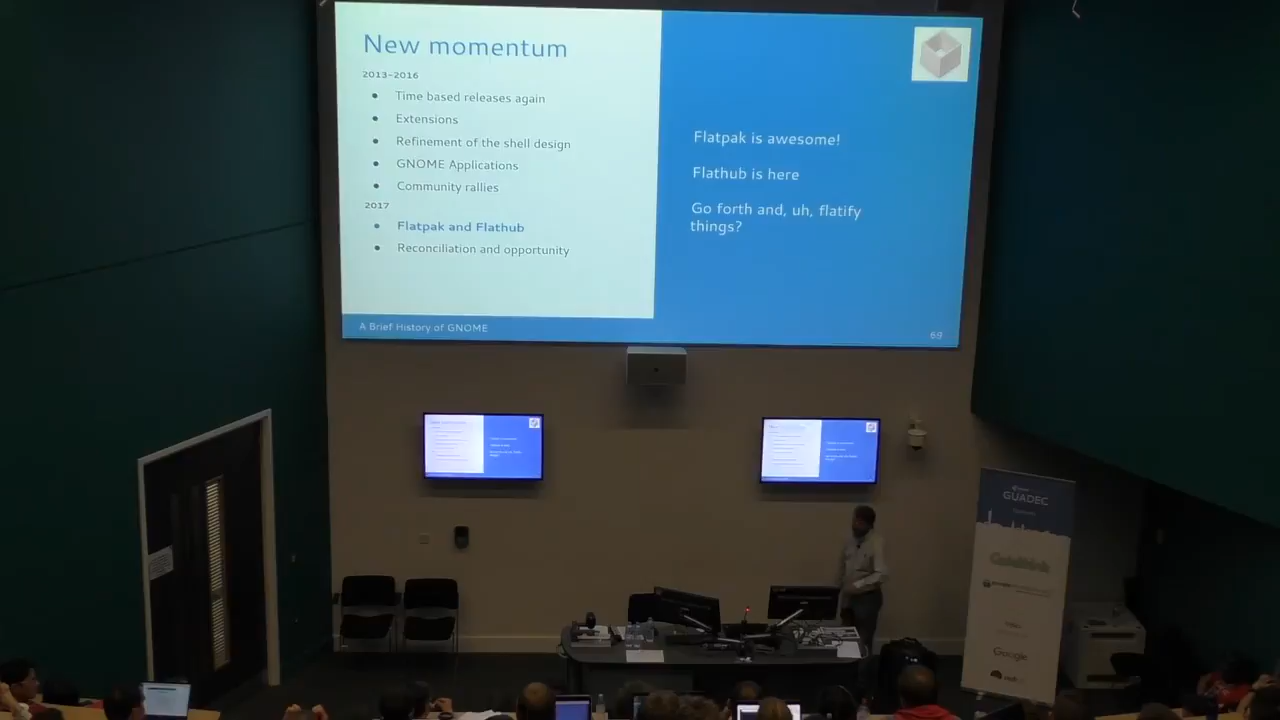 New momentum
2013-2016
Time based releases again
Extensions
Refinement of the shell design
GNOME Applications
Community rallies
2017
Flatpak and Flathub
Reconciliation and opportunity
Flatpak is awesome!
Flathub is here
Go forth and, uh, flatify
things?
A Brief History of GNOME
69
GUADEC
Google